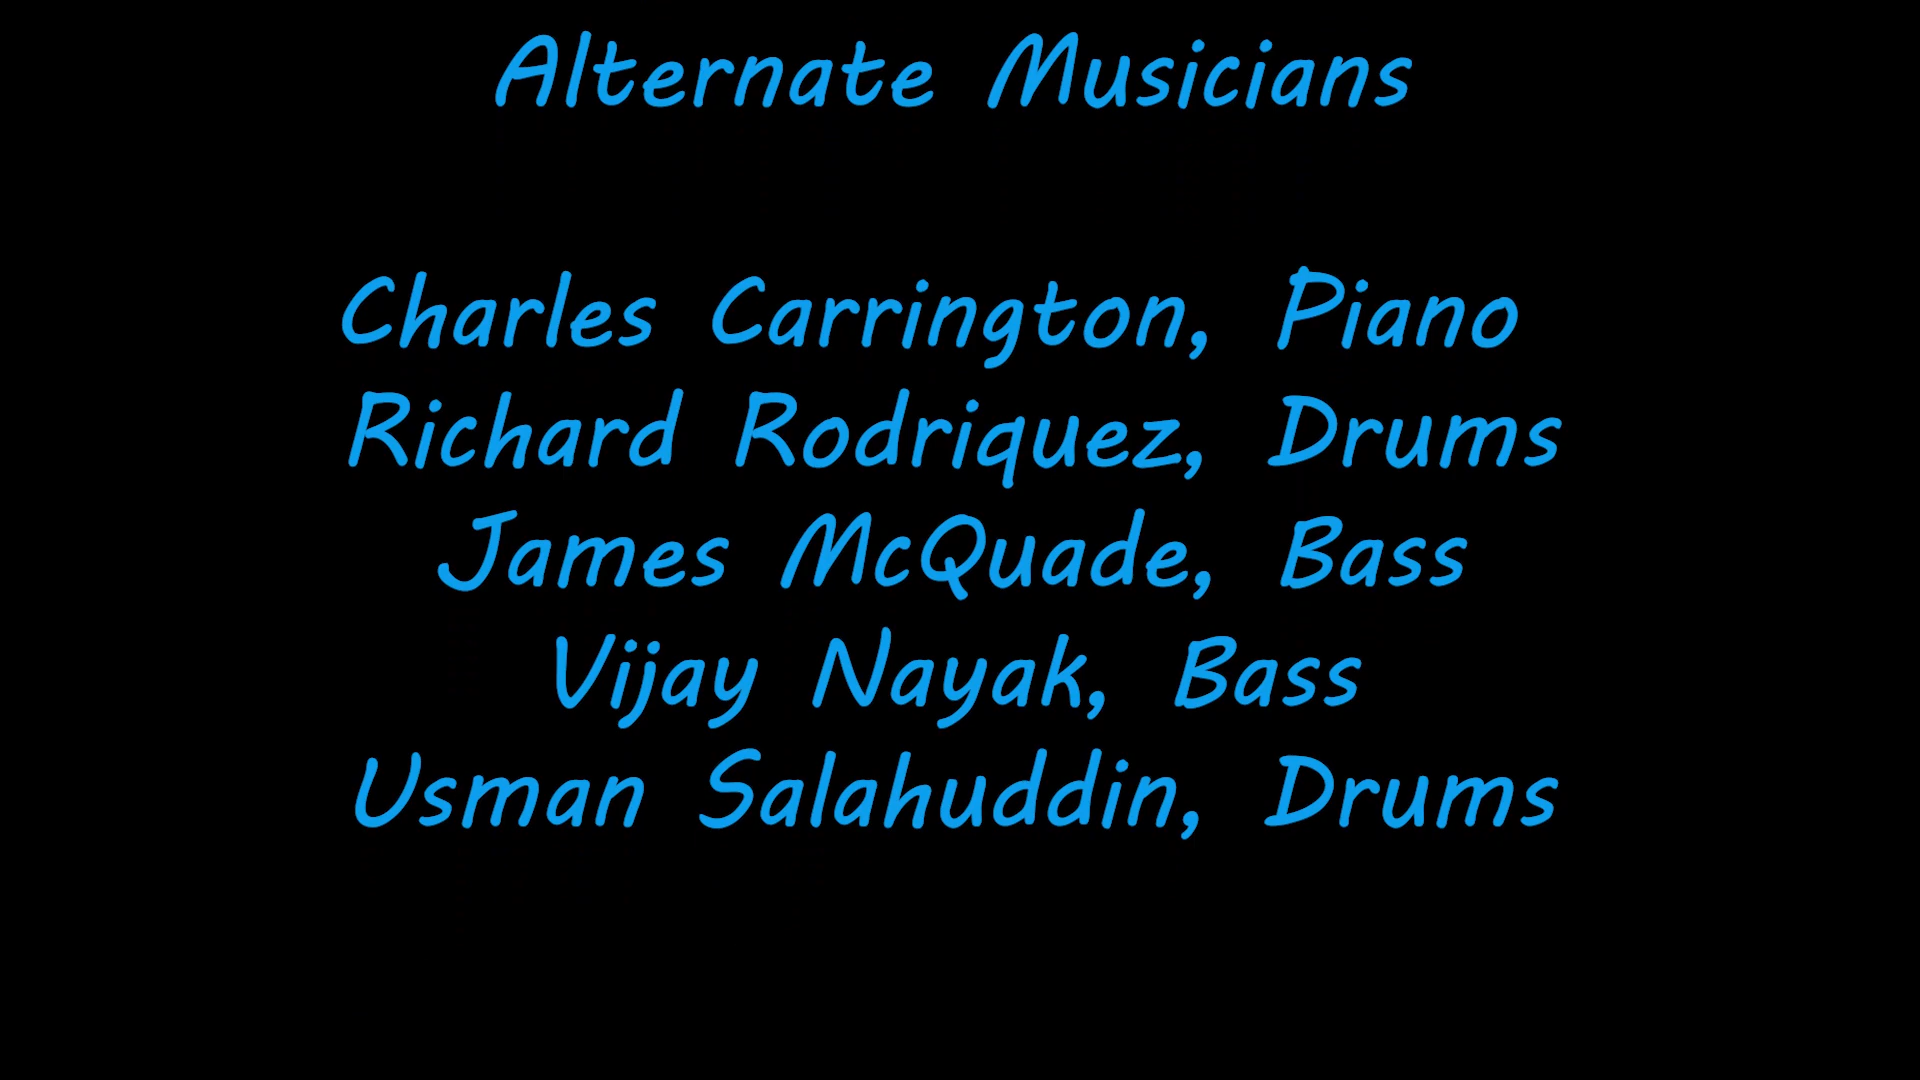 Alternate Musicians
Charles Carrington, Piano
Richard Rodriquez, Drums
James McQuade, Bass
Vijay Nayak, Bass
Usman Salahuddin, Drums